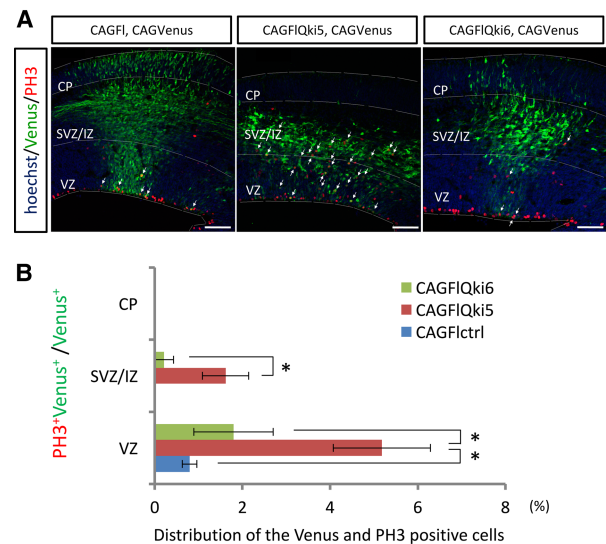 A
CAGFl, CAGVenus
CAGFlQki5, CAGVenus
CAGFlQki6, CAGVenus
hoechst/Venus/PH3
CP
SVZ/IZ
VZ
CP
SVZ/IZ
VZ
CP
SVZ/IZ
VZ
B
PH3+Venus+ /Venus+
CP
SVZ/IZ
VZ
CAGFlQki6
CAGFlQki5
CAGFlctrl
*
*
*
0 2 4 6 8 (%)
Distribution of the Venus and PH3 positive cells